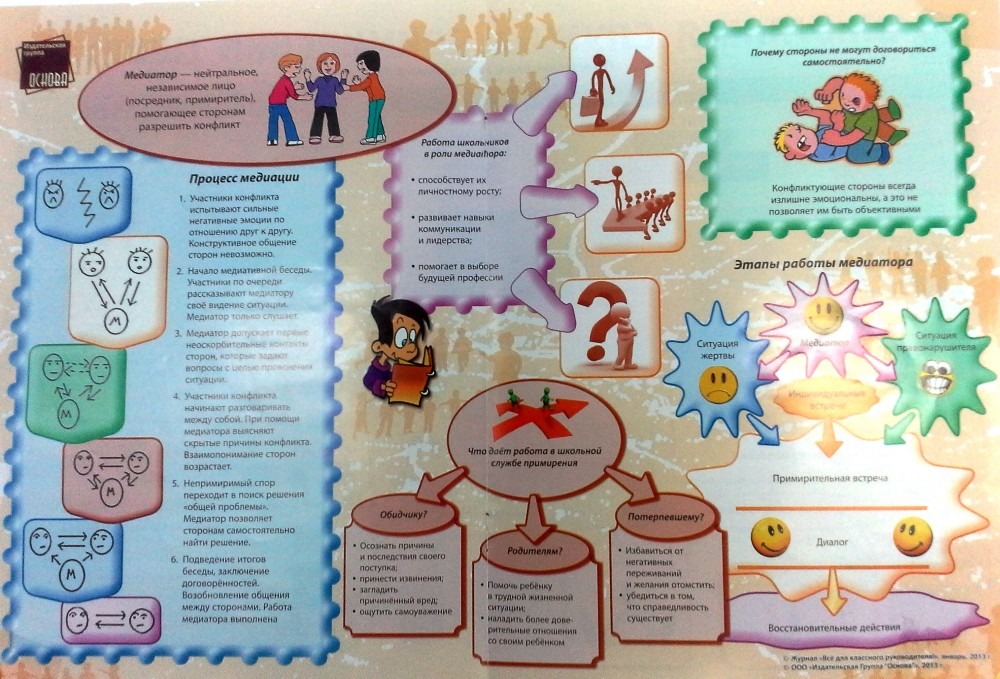 Издательская
группа
ОСНОВА
Медиатор — нейтральное,
независимое лицо
(посредник, примиритель),
помогающее сторонам
разрешить конфликт
Процесс медиации
1. Участники конфликта
испытывают сильные
негативные эмоции по
отношению друг к другу.
Конструктивное общение
сторон невозможно.
2. Начало медиативной беседы.
Участники по очереди
рассказывают медиатору
своё видение ситуации.
Медиатор только слушает.
3. Медиатор допускает первые
неоскорбительные контакты
сторон, которые задают
вопросы с целью прояснения
ситуации.
4. Участники конфликта
начинают разговаривать
между собой. При помощи
медиатора выясняют
скрытые причины конфликта.
Взаимопонимание сторон
возрастает.
5. Непримиримый спор
переходит в поиск решения
«общей проблемы».
Медиатор позволяет
сторонам самостоятельно
найти решение.
6. Подведение итогов
беседы, заключение
договорённостей.
Возобновление общения
между сторонами. Работа
медиатора выполнена
М
М
М
М
Работа школьников
в роли медиатора:
• способствует их
личностному росту;
• развивает навыки
коммуникации
и лидерства;
• помогает в выборе
будущей профессии
Почему стороны не могут договориться
самостоятельно?
Конфликтующие стороны всегда
излишне эмоциональны, а это не
позволяет им быть объективными
Что даёт работа в школьной
службе примирения
Обидчику?
• Осознать причины
и последствия своего
поступка;
• принести извинения;
• загладить
причинённый вред;
• ощутить самоуважение
Родителям?
• Помочь ребёнку
в трудной жизненной
ситуации;
• наладить более дове-
рительные отношения
со своим ребёнком
Потерпевшему?
• Избавиться от
негативных
переживаний
и желания отомстить;
• убедиться в том,
что справедливость
существует
Этапы работы медиатора
Ситуация
жертвы
Медиатор
Ситуация
правонарушителя
Индивидуальные
встречи
Примирительная встреча
Диалог
Восстановительные действия
© Журнал «Всё для классного руководителя!», январь, 2013 г.
© ООО «Издательская Группа "Основа"», 2013 г.